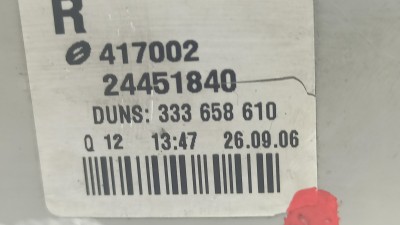 R
417002
24451840
DUNS: 333 658 610
Q 12 13:47 26.09.06